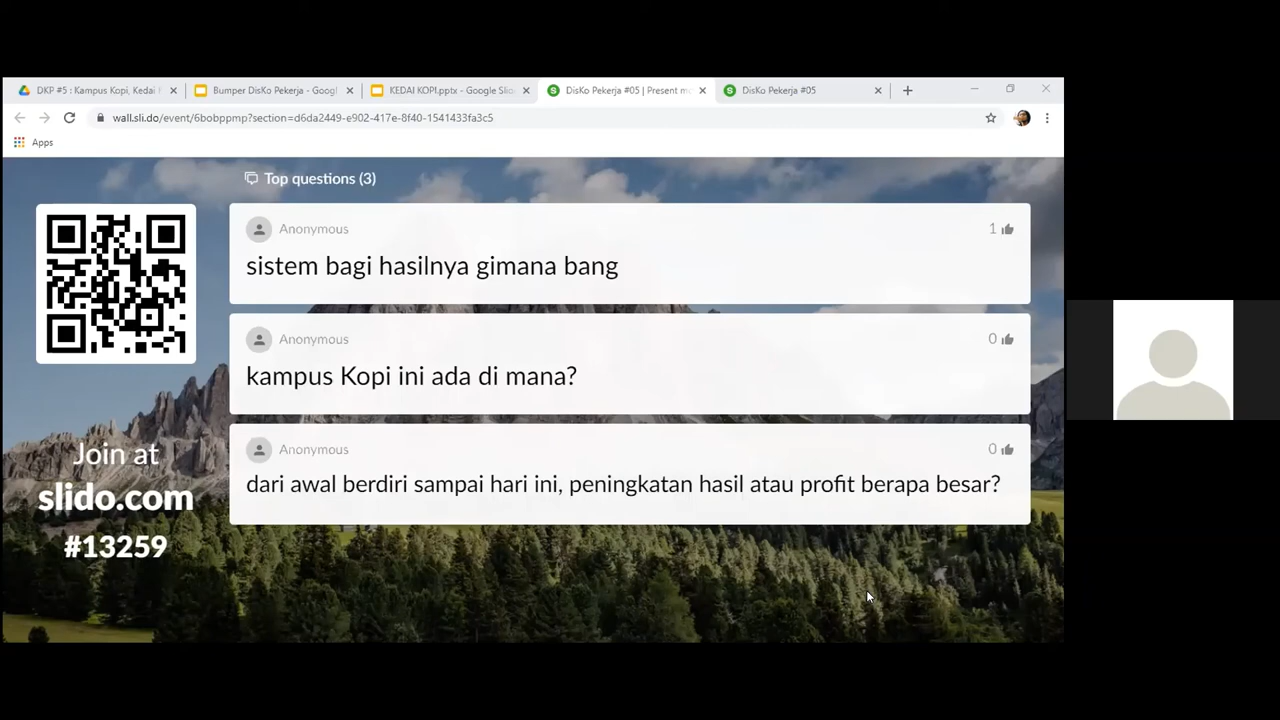 DKP #5 : Kampus Kopi, Kedai
Bumper DisKo Pekerja - Googl
KEDAI KOPI.pptx - Google Slid
DisKo Pekerja #05 | Present mo
DisKo Pekerja #05
wall.sli.do/event/6bobppmp?section=d6da2449-e902-417e-8f40-1541433fa3c5
Apps
Top questions (3)
Anonymous
1
sistem bagi hasilnya gimana bang
Anonymous
0
kampus Kopi ini ada di mana?
Anonymous
0
dari awal berdiri sampai hari ini, peningkatan hasil atau profit berapa besar?
Join at
slido.com
#13259